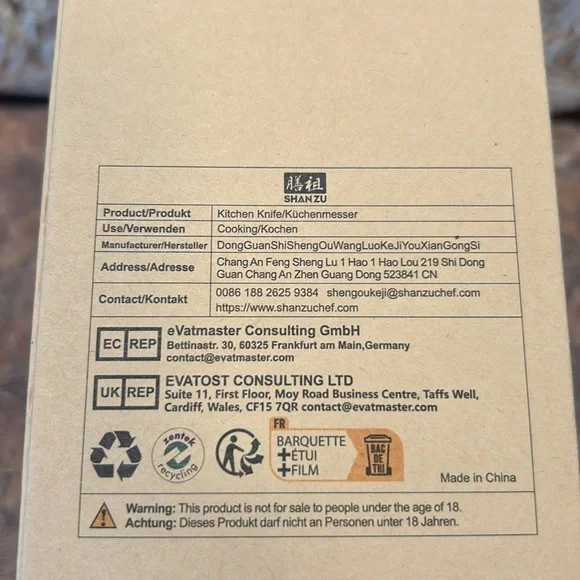 膳祖
SHANZU
Product/Produkt Kitchen Knife/Küchenmesser
Use/Verwenden Cooking/Kochen
Manufacturer/Hersteller DongGuanShiShengOuWangLuoKeJiYouXianGongSi
Address/Adresse Chang An Feng Sheng Lu 1 Hao 1 Hao Lou 219 Shi Dong
Guan Chang An Zhen Guang Dong 523841 CN
Contact/Kontakt 0086 188 2625 9384 shengoukeji@shanzuchef.com
https://www.shanzuchef.com
EC REP eVatmaster Consulting GmbH
Bettinastr. 30, 60325 Frankfurt am Main,Germany
contact@evatmaster.com
UK REP EVATOST CONSULTING LTD
Suite 11, First Floor, Moy Road Business Centre, Taffs Well,
Cardiff, Wales, CF15 7QR contact@evatmaster.com
zentek
recycling
FR
BARQUETTE
+ÉTUI
+FILM
BAC
DE
TRI
Made in China
Warning: This product is not for sale to people under the age of 18.
Achtung: Dieses Produkt darf nicht an Personen unter 18 Jahren.